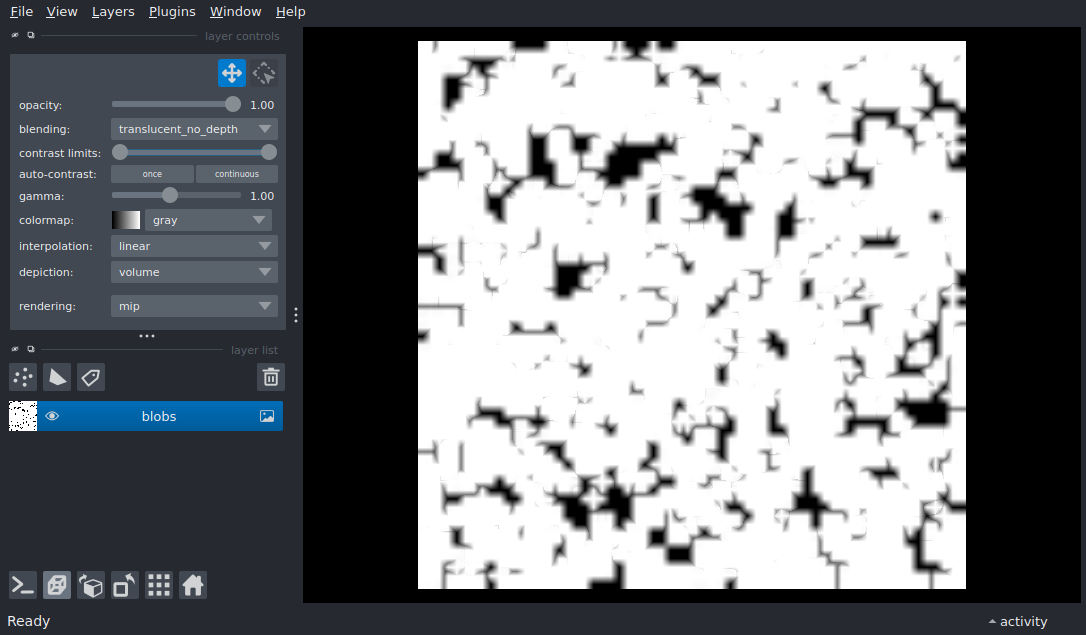 File View Layers Plugins Window Help
layer controls
opacity: 1.00
blending: translucent_no_depth
contrast limits:
auto-contrast: once continuous
gamma: 1.00
colormap: gray
interpolation: linear
depiction: volume
rendering: mip
layer list
blobs
Ready
activity